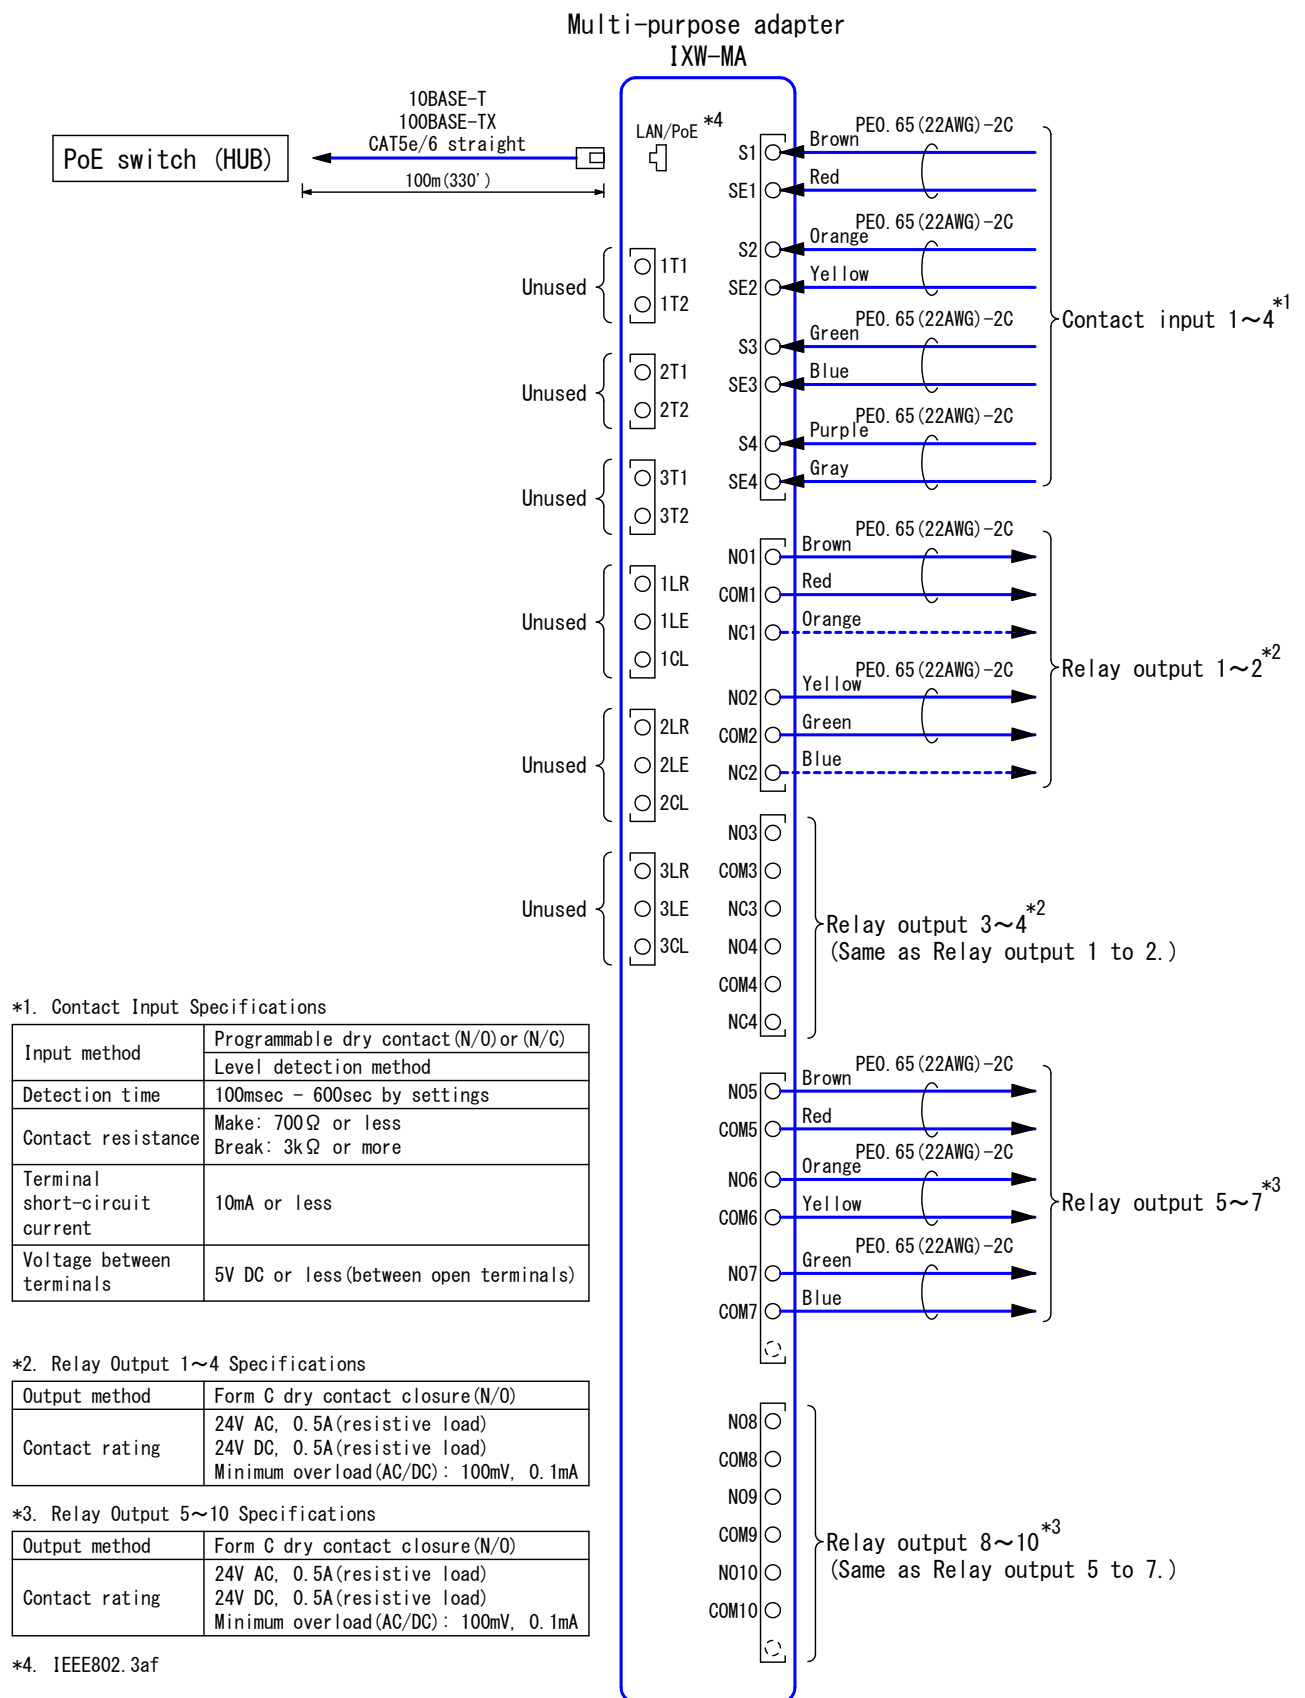 Multi-purpose adapter
IXW-MA
10BASE-T
100BASE-TX
CAT5e/6 straight
PoE switch (HUB)
100m(330')
LAN/PoE *4
Unused
1T1
1T2
Unused
2T1
2T2
Unused
3T1
3T2
Unused
1LR
1LE
1CL
Unused
2LR
2LE
2CL
Unused
3LR
3LE
3CL
PE0.65(22AWG)-2C
S1 Brown
SE1 Red
PE0.65(22AWG)-2C
S2 Orange
SE2 Yellow
PE0.65(22AWG)-2C
S3 Green
SE3 Blue
PE0.65(22AWG)-2C
S4 Purple
SE4 Gray
Contact input 1~4 *1
PE0.65(22AWG)-2C
NO1 Brown
COM1 Red
NC1 Orange
PE0.65(22AWG)-2C
NO2 Yellow
COM2 Green
NC2 Blue
Relay output 1~2 *2
NO3
COM3
NC3
NO4
COM4
NC4
Relay output 3~4 *2
(Same as Relay output 1 to 2.)
PE0.65(22AWG)-2C
NO5 Brown
COM5 Red
PE0.65(22AWG)-2C
NO6 Orange
COM6 Yellow
PE0.65(22AWG)-2C
NO7 Green
COM7 Blue
Relay output 5~7 *3
NO8
COM8
NO9
COM9
NO10
COM10
Relay output 8~10 *3
(Same as Relay output 5 to 7.)
*1. Contact Input Specifications
Input method
Programmable dry contact(N/O)or(N/C)
Level detection method
Detection time
100msec - 600sec by settings
Contact resistance
Make: 700Ω or less
Break: 3kΩ or more
Terminal
short-circuit
current
10mA or less
Voltage between
terminals
5V DC or less(between open terminals)
*2. Relay Output 1~4 Specifications
Output method
Form C dry contact closure(N/O)
Contact rating
24V AC, 0.5A(resistive load)
24V DC, 0.5A(resistive load)
Minimum overload(AC/DC): 100mV, 0.1mA
*3. Relay Output 5~10 Specifications
Output method
Form C dry contact closure(N/O)
Contact rating
24V AC, 0.5A(resistive load)
24V DC, 0.5A(resistive load)
Minimum overload(AC/DC): 100mV, 0.1mA
*4. IEEE802.3af